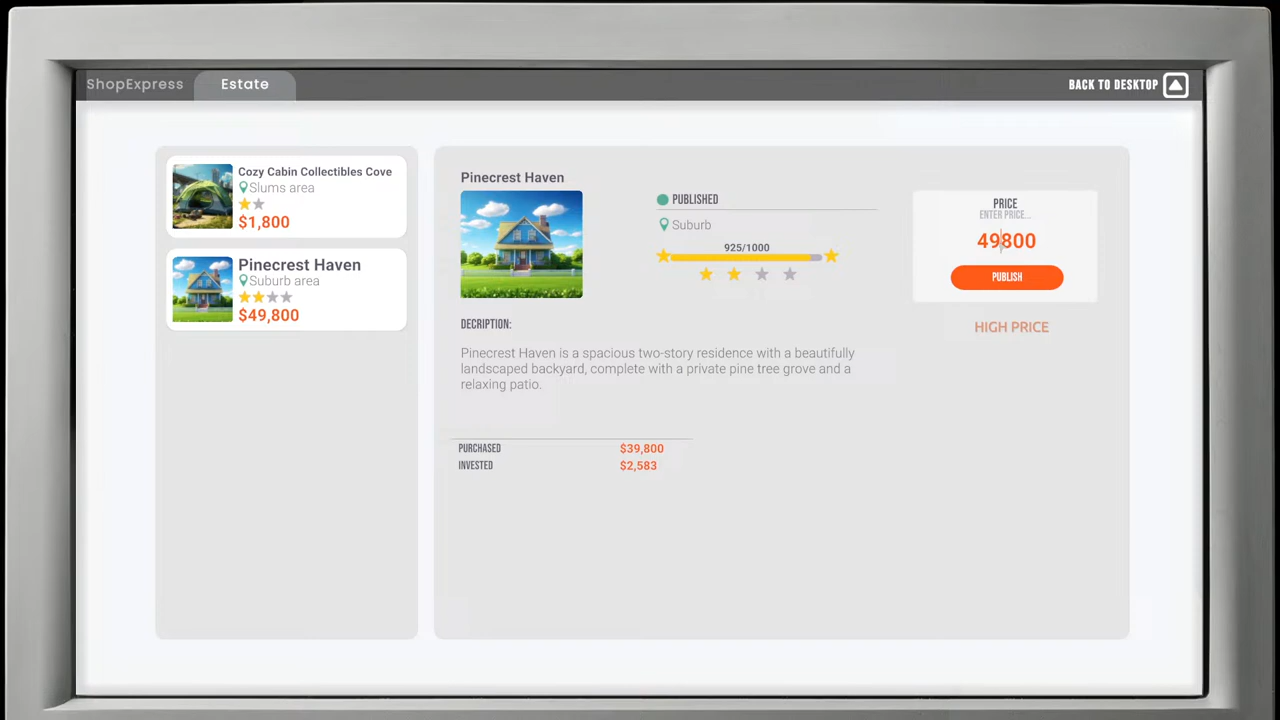 ShopExpress
Estate
BACK TO DESKTOP
Cozy Cabin Collectibles Cove
Slums area
$1,800
Pinecrest Haven
Suburb area
$49,800
Pinecrest Haven
PUBLISHED
Suburb
925/1000
PRICE
ENTER PRICE...
49800
PUBLISH
HIGH PRICE
DECRIPTION:
Pinecrest Haven is a spacious two-story residence with a beautifully
landscaped backyard, complete with a private pine tree grove and a
relaxing patio.
PURCHASED $39,800
INVESTED $2,583